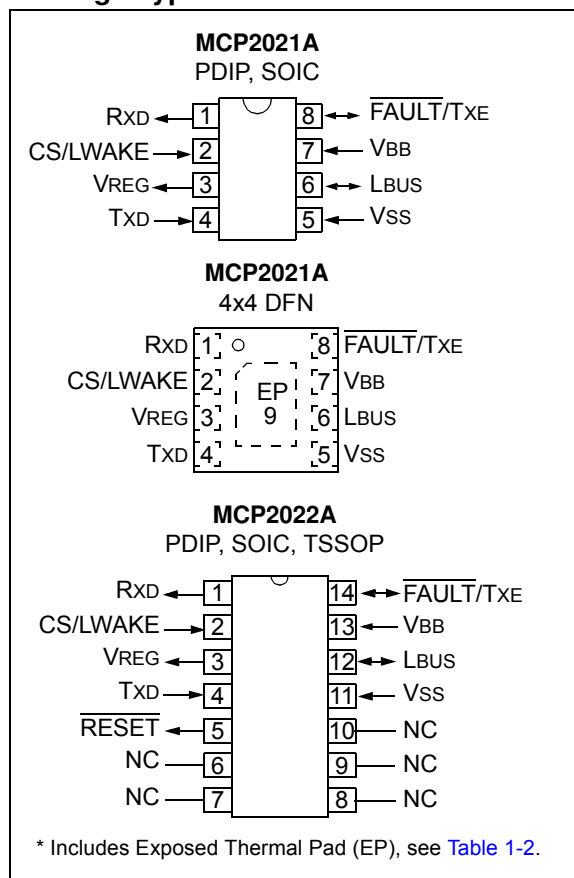 MCP2021A
PDIP, SOIC
RXD 1 8 FAULT/TXE
CS/LWAKE 2 7 VBB
VREG 3 6 LBUS
TXD 4 5 VSS
MCP2021A
4x4 DFN
RXD 1 8 FAULT/TXE
CS/LWAKE 2 EP 7 VBB
VREG 3 9 6 LBUS
TXD 4 5 VSS
MCP2022A
PDIP, SOIC, TSSOP
RXD 1 14 FAULT/TXE
CS/LWAKE 2 13 VBB
VREG 3 12 LBUS
TXD 4 11 VSS
RESET 5 10 NC
NC 6 9 NC
NC 7 8 NC
* Includes Exposed Thermal Pad (EP), see Table 1-2.